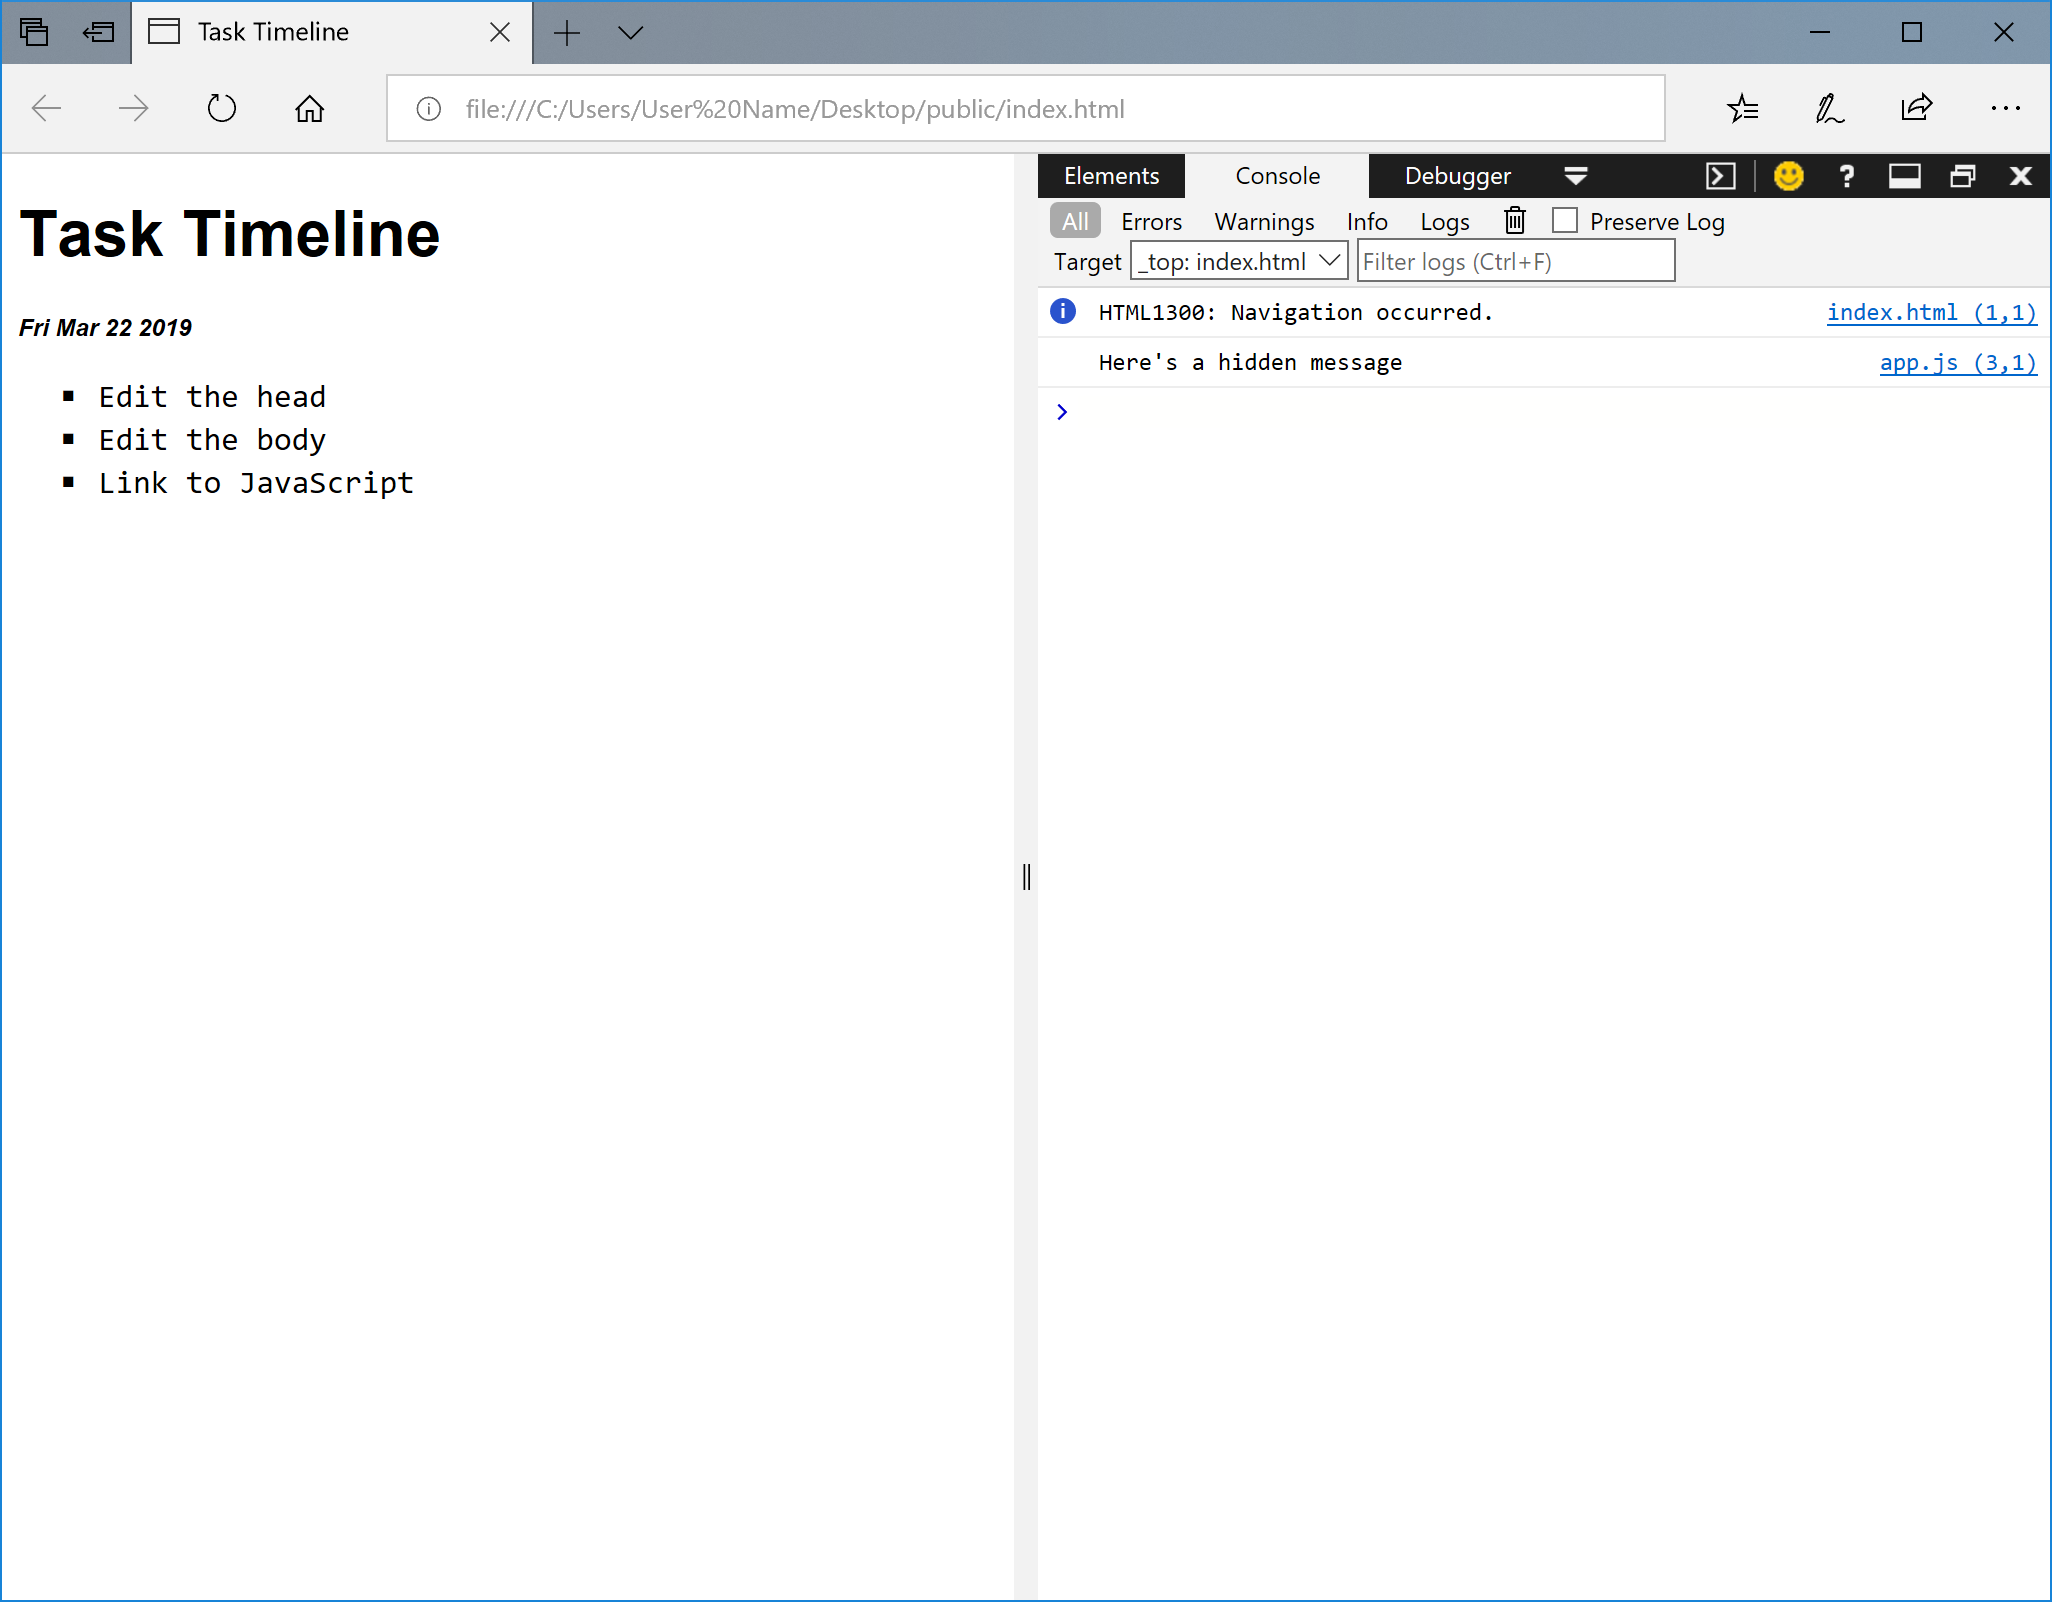 Task Timeline
file:///C:/Users/User%20Name/Desktop/public/index.html
Task Timeline
Fri Mar 22 2019
Edit the head
Edit the body
Link to JavaScript
Elements Console Debugger ?
All Errors Warnings Info Logs Preserve Log
Target _top: index.html Filter logs (Ctrl+F)
HTML1300: Navigation occurred. index.html (1,1)
Here's a hidden message app.js (3,1)
>